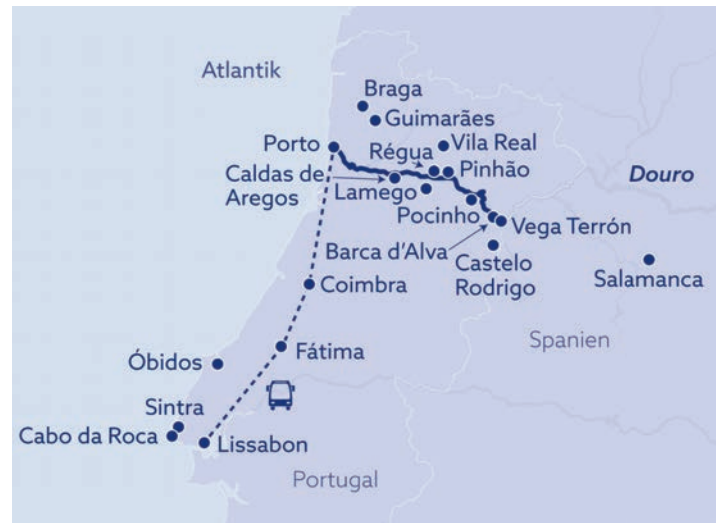 Atlantik
Braga
Guimarães
Porto
Vila Real
Régua
Pinhão
Caldas de
Aregos
Lamego
Douro
Pocinho
Vega Terrón
Barca d'Alva
Castelo
Rodrigo
Salamanca
Coimbra
Spanien
Fátima
Óbidos
Sintra
Cabo da Roca
Lissabon
Portugal